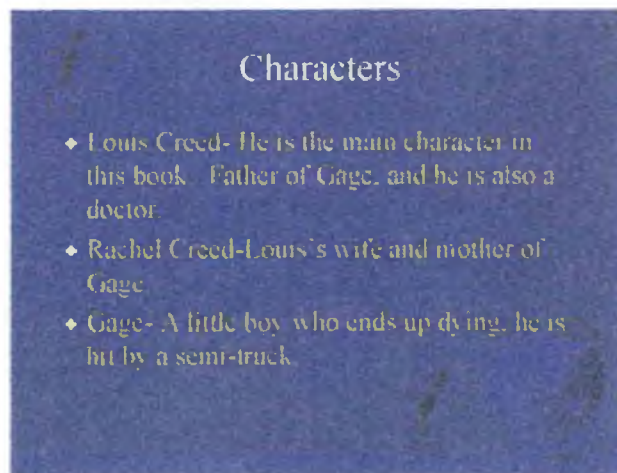 Characters
◆ Louis Creed- He is the main character in
this book. Father of Gage, and he is also a
doctor.
◆ Rachel Creed-Louis's wife and mother of
Gage.
◆ Gage- A little boy who ends up dying, he is
hit by a semi-truck.